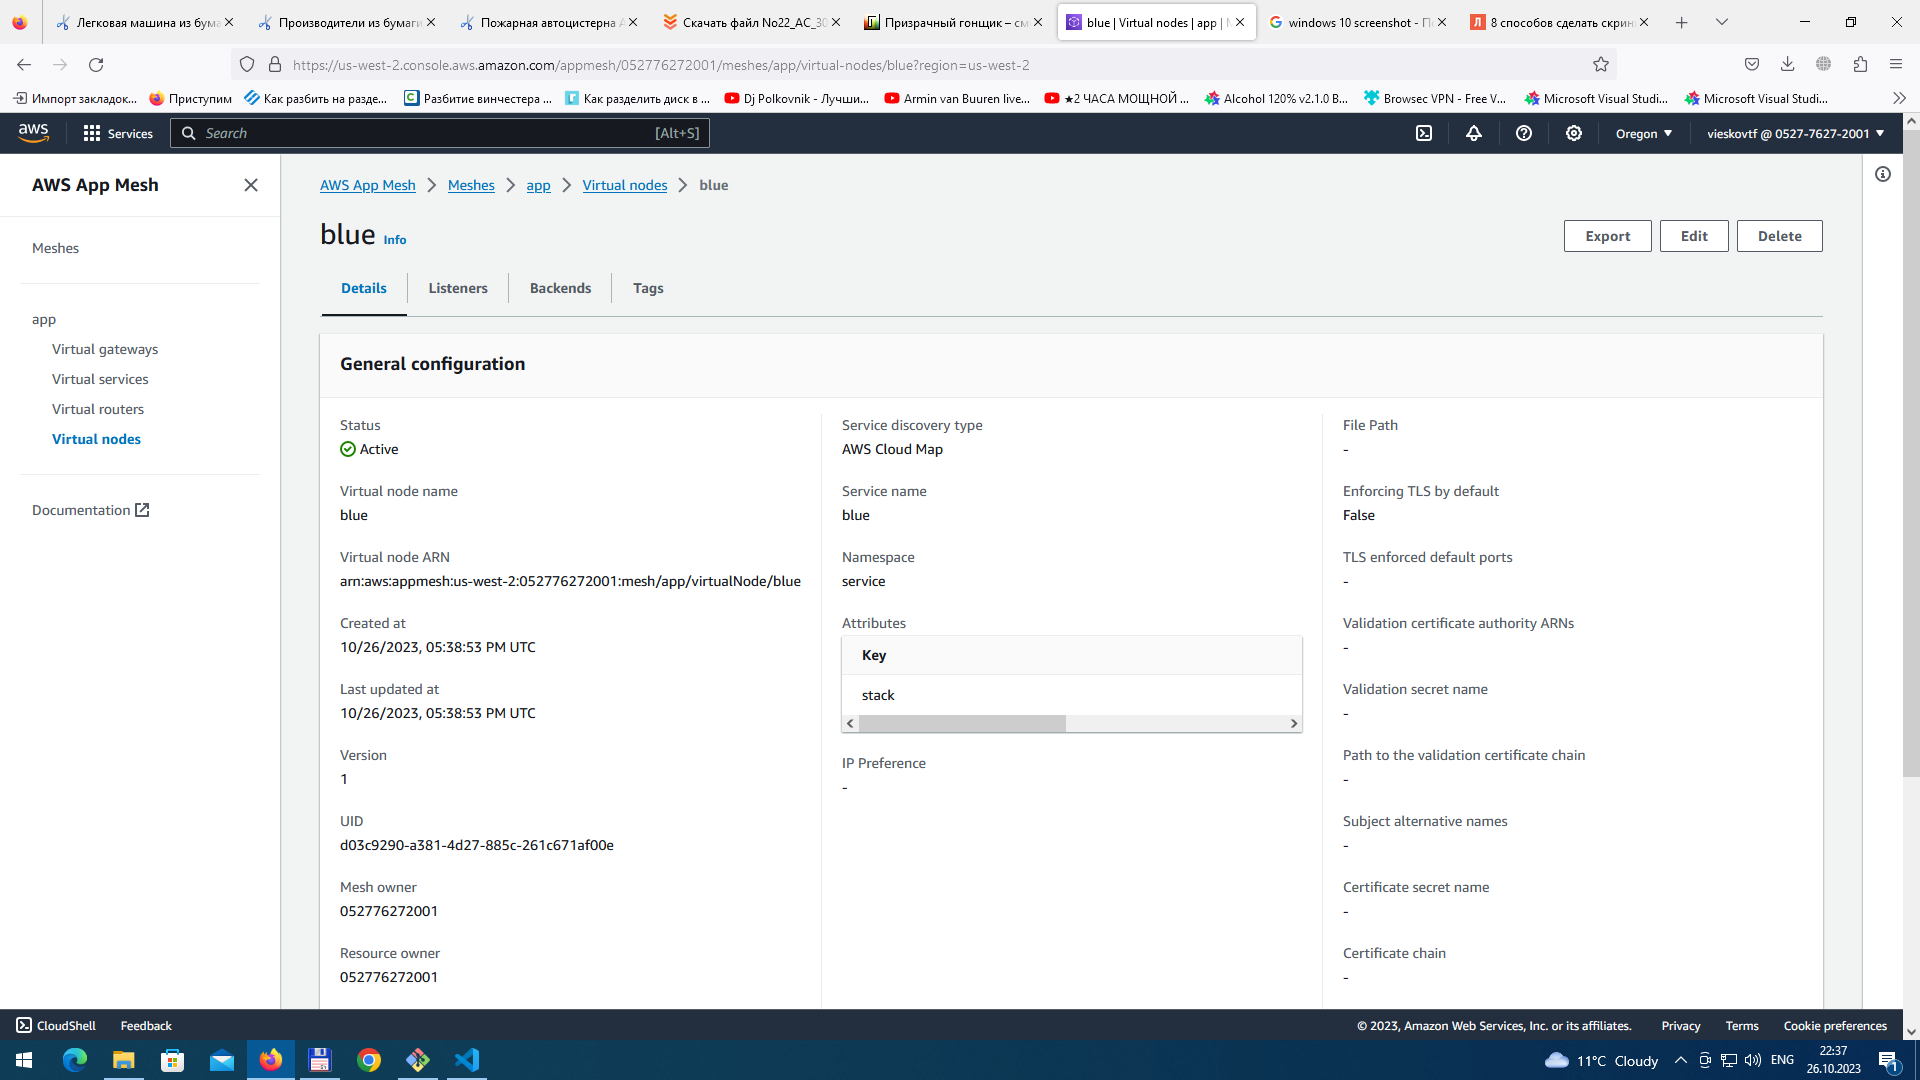 Легковая машина из бума
Производители из бумаги
Пожарная автоцистерна А
Скачать файл No22_AC_30
Призрачный гонщик – см
blue | Virtual nodes | app | M
windows 10 screenshot - По
8 способов сделать скрин
https://us-west-2.console.aws.amazon.com/appmesh/052776272001/meshes/app/virtual-nodes/blue?region=us-west-2
Импорт закладок...
Приступим
Как разбить на разде...
Разбитие винчестера ...
Как разделить диск в ...
Dj Polkovnik - Лучши...
Armin van Buuren live...
★2 ЧАСА МОЩНОЙ ...
Alcohol 120% v2.1.0 B...
Browsec VPN - Free V...
Microsoft Visual Studi...
Microsoft Visual Studi...
aws
Services
Search
[Alt+S]
Oregon
vieskovtf @ 0527-7627-2001
AWS App Mesh
Meshes
app
Virtual gateways
Virtual services
Virtual routers
Virtual nodes
Documentation
AWS App Mesh
Meshes
app
Virtual nodes
blue
blue Info
Export
Edit
Delete
Details
Listeners
Backends
Tags
General configuration
Status
Active
Virtual node name
blue
Virtual node ARN
arn:aws:appmesh:us-west-2:052776272001:mesh/app/virtualNode/blue
Created at
10/26/2023, 05:38:53 PM UTC
Last updated at
10/26/2023, 05:38:53 PM UTC
Version
1
UID
d03c9290-a381-4d27-885c-261c671af00e
Mesh owner
052776272001
Resource owner
052776272001
Service discovery type
AWS Cloud Map
Service name
blue
Namespace
service
Attributes
Key
stack
IP Preference
-
File Path
-
Enforcing TLS by default
False
TLS enforced default ports
-
Validation certificate authority ARNs
-
Validation secret name
-
Path to the validation certificate chain
-
Subject alternative names
-
Certificate secret name
-
Certificate chain
-
CloudShell
Feedback
© 2023, Amazon Web Services, Inc. or its affiliates.
Privacy
Terms
Cookie preferences
11°C Cloudy
ENG
22:37
26.10.2023
1